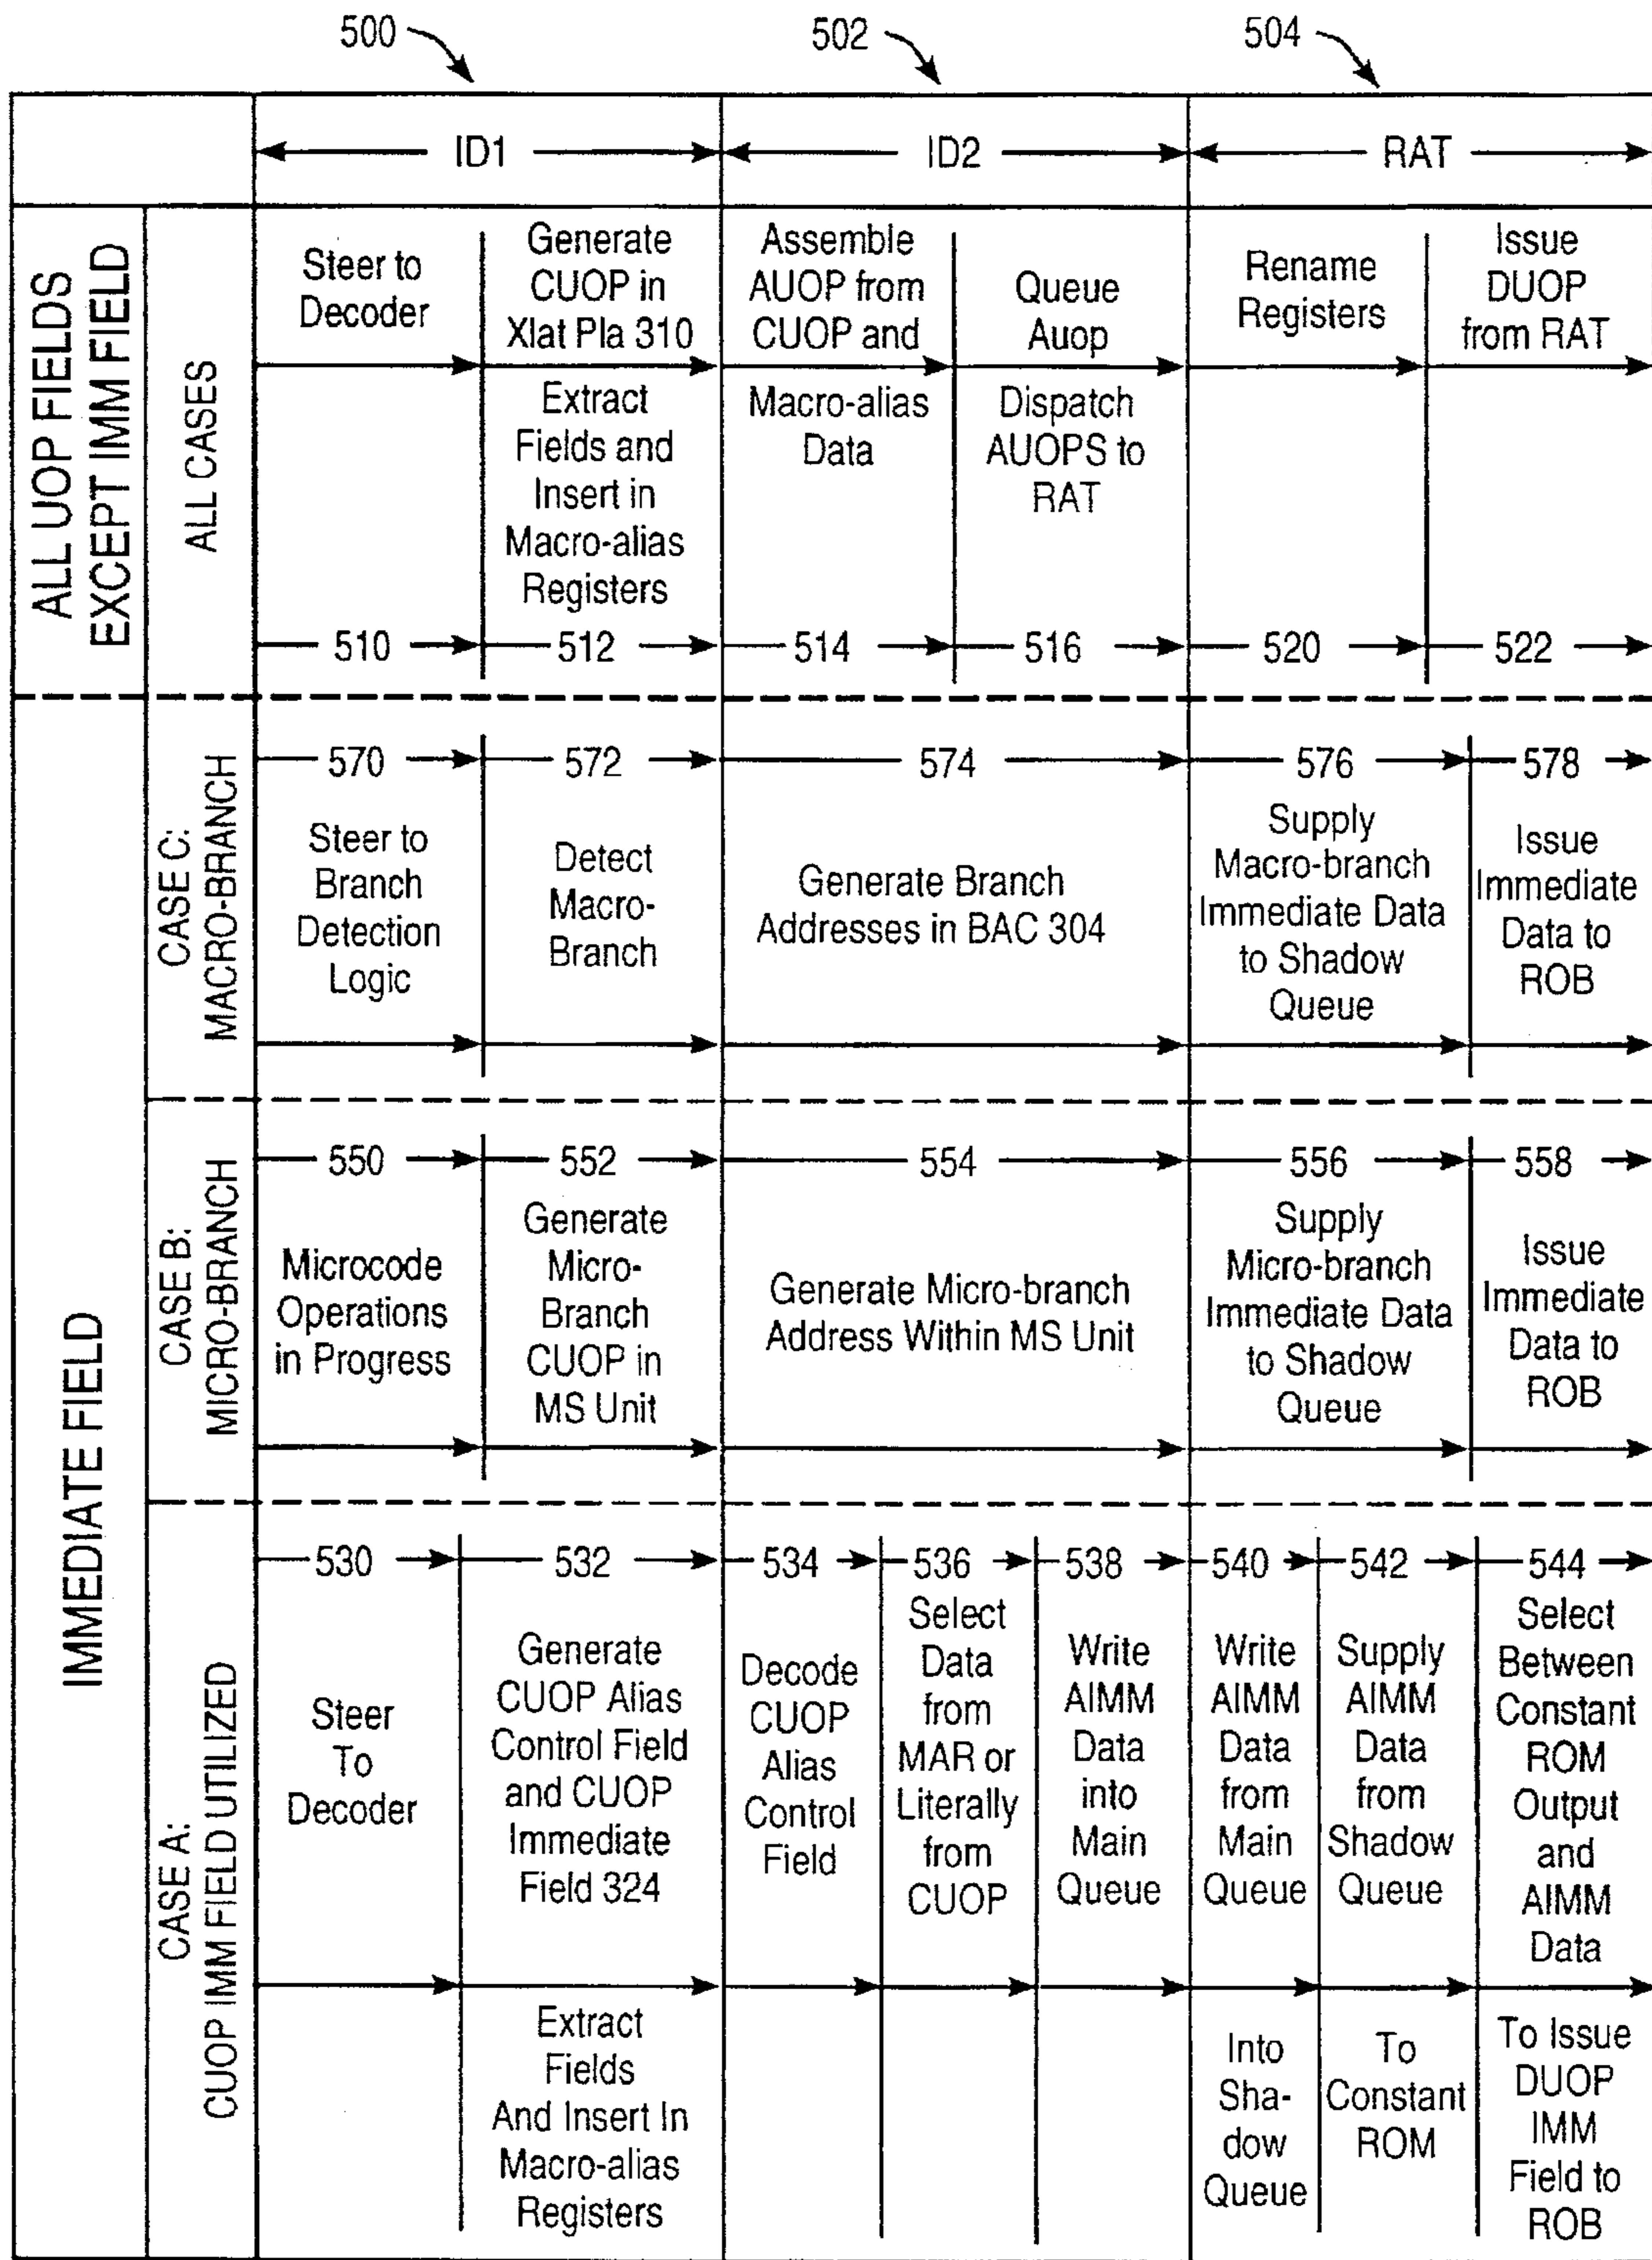 500
502
504
ID1
ID2
RAT
ALL UOP FIELDS
EXCEPT IMM FIELD
ALL CASES
Steer to
Decoder
Generate
CUOP in
Xlat Pla 310
Extract
Fields and
Insert in
Macro-alias
Registers
Assemble
AUOP from
CUOP and
Macro-alias
Data
Queue
Auop
Dispatch
AUOPS to
RAT
Rename
Registers
Issue
DUOP
from RAT
510
512
514
516
520
522
IMMEDIATE FIELD
CASE C:
MACRO-BRANCH
570
572
574
576
578
Steer to
Branch
Detection
Logic
Detect
Macro-
Branch
Generate Branch
Addresses in BAC 304
Supply
Macro-branch
Immediate Data
to Shadow
Queue
Issue
Immediate
Data to
ROB
CASE B:
MICRO-BRANCH
550
552
554
556
558
Microcode
Operations
in Progress
Generate
Micro-
Branch
CUOP in
MS Unit
Generate Micro-branch
Address Within MS Unit
Supply
Micro-branch
Immediate Data
to Shadow
Queue
Issue
Immediate
Data to
ROB
CASE A:
CUOP IMM FIELD UTILIZED
530
532
534
536
538
540
542
544
Steer
To
Decoder
Generate
CUOP Alias
Control Field
and CUOP
Immediate
Field 324
Extract
Fields
And Insert In
Macro-alias
Registers
Decode
CUOP
Alias
Control
Field
Select
Data
from
MAR or
Literally
from
CUOP
Write
AIMM
Data
into
Main
Queue
Write
AIMM
Data
from
Main
Queue
Into
Sha-
dow
Queue
Supply
AIMM
Data
from
Shadow
Queue
To
Constant
ROM
Select
Between
Constant
ROM
Output
and
AIMM
Data
To Issue
DUOP
IMM
Field to
ROB